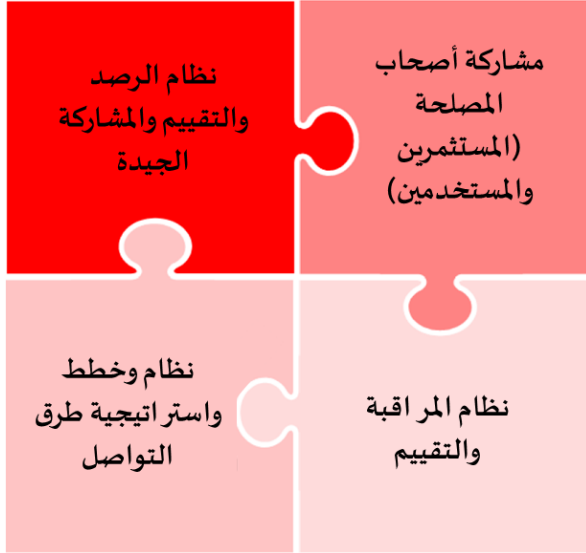 مشاركة أصحاب
المصلحة
(المستثمرين
والمستخدمين)
نظام الرصد
والتقييم والمشاركة
الجيدة
نظام المراقبة
والتقييم
نظام وخطط
واستراتيجية طرق
التواصل